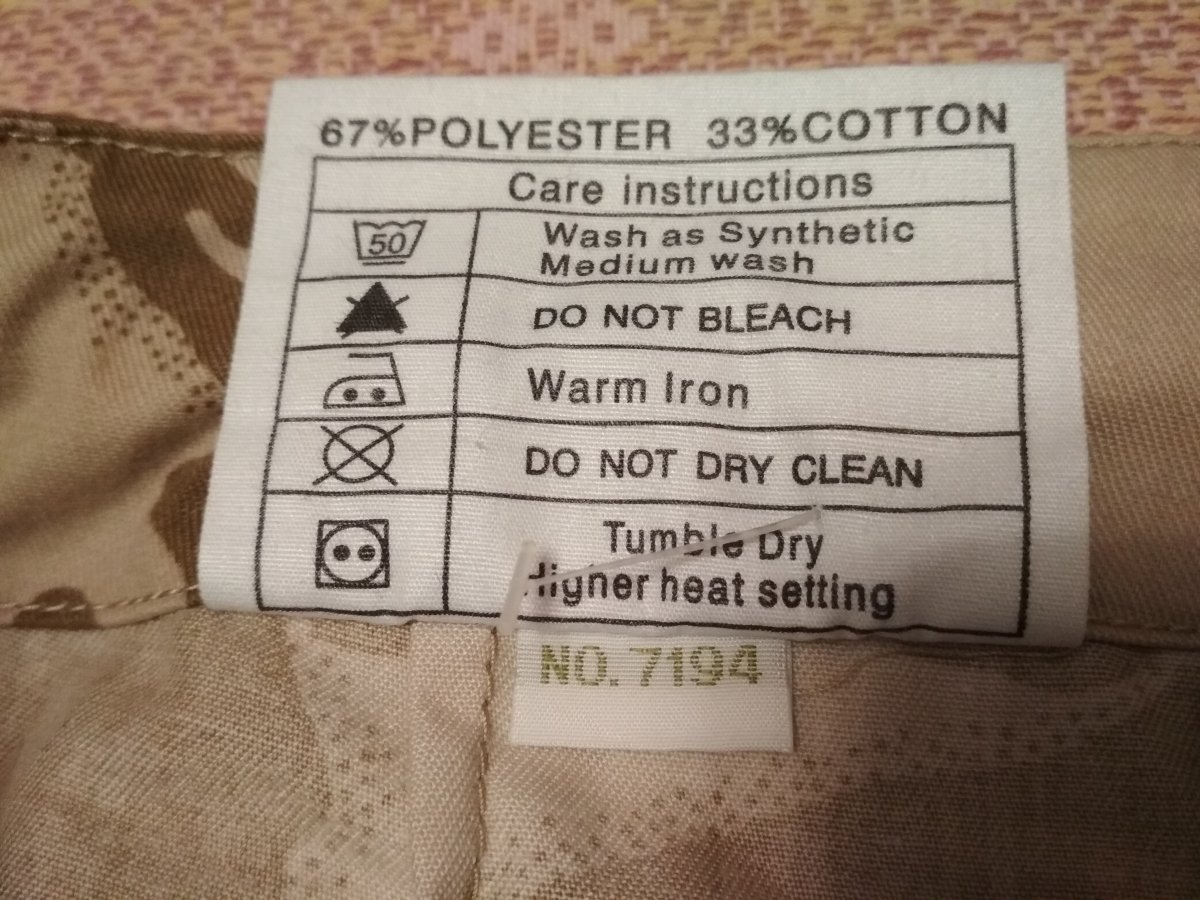 67%POLYESTER 33%COTTON
Care instructions
50
Wash as Synthetic
Medium wash
DO NOT BLEACH
Warm Iron
DO NOT DRY CLEAN
Tumble Dry
Higher heat setting
NO. 7194